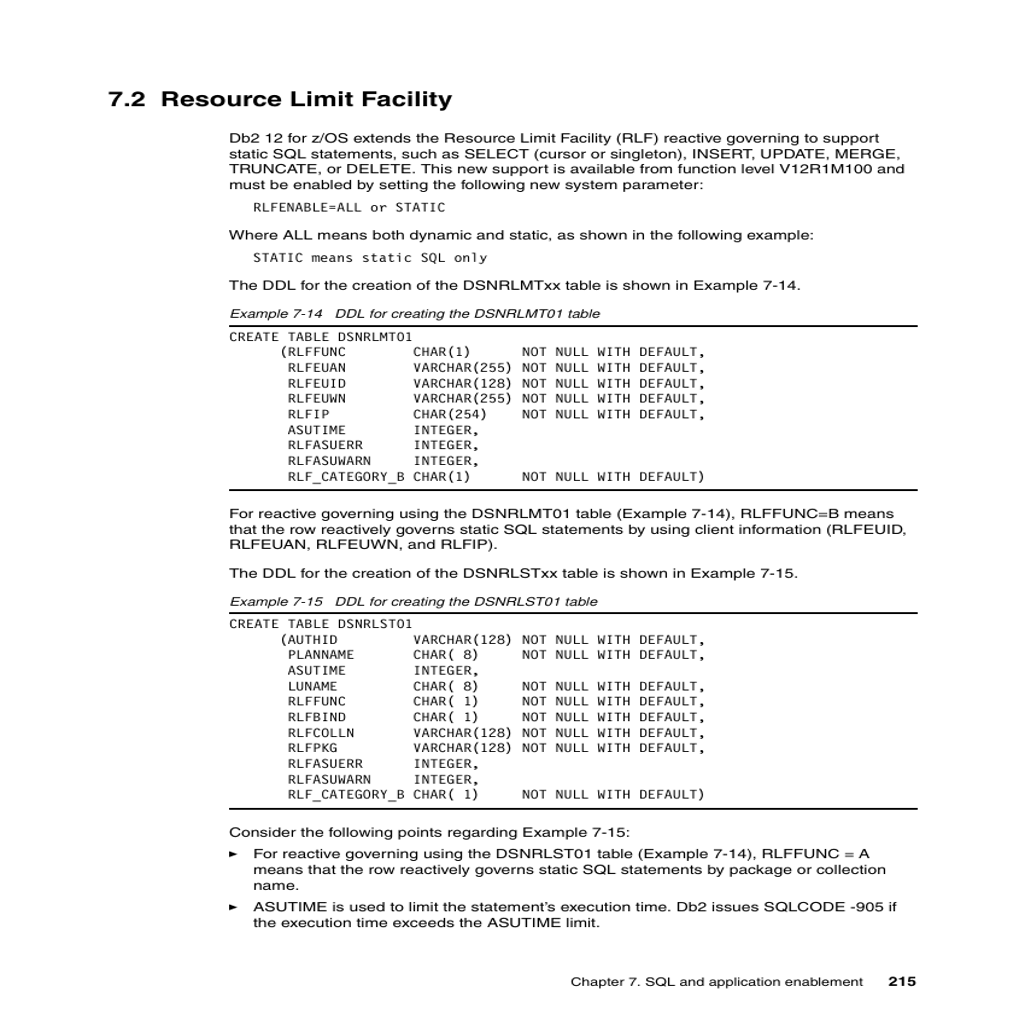 7.2 Resource Limit Facility
Db2 12 for z/OS extends the Resource Limit Facility (RLF) reactive governing to support
static SQL statements, such as SELECT (cursor or singleton), INSERT, UPDATE, MERGE,
TRUNCATE, or DELETE. This new support is available from function level V12R1M100 and
must be enabled by setting the following new system parameter:
RLFENABLE=ALL or STATIC
Where ALL means both dynamic and static, as shown in the following example:
STATIC means static SQL only
The DDL for the creation of the DSNRLMTxx table is shown in Example 7-14.
Example 7-14 DDL for creating the DSNRLMT01 table
CREATE TABLE DSNRLMT01
(RLFFUNC CHAR(1) NOT NULL WITH DEFAULT,
RLFEUAN VARCHAR(255) NOT NULL WITH DEFAULT,
RLFEUID VARCHAR(128) NOT NULL WITH DEFAULT,
RLFEUWN VARCHAR(255) NOT NULL WITH DEFAULT,
RLFIP CHAR(254) NOT NULL WITH DEFAULT,
ASUTIME INTEGER,
RLFASUERR INTEGER,
RLFASUWARN INTEGER,
RLF_CATEGORY_B CHAR(1) NOT NULL WITH DEFAULT)
For reactive governing using the DSNRLMT01 table (Example 7-14), RLFFUNC=B means
that the row reactively governs static SQL statements by using client information (RLFEUID,
RLFEUAN, RLFEUWN, and RLFIP).
The DDL for the creation of the DSNRLSTxx table is shown in Example 7-15.
Example 7-15 DDL for creating the DSNRLST01 table
CREATE TABLE DSNRLST01
(AUTHID VARCHAR(128) NOT NULL WITH DEFAULT,
PLANNAME CHAR( 8) NOT NULL WITH DEFAULT,
ASUTIME INTEGER,
LUNAME CHAR( 8) NOT NULL WITH DEFAULT,
RLFFUNC CHAR( 1) NOT NULL WITH DEFAULT,
RLFBIND CHAR( 1) NOT NULL WITH DEFAULT,
RLFCOLLN VARCHAR(128) NOT NULL WITH DEFAULT,
RLFPKG VARCHAR(128) NOT NULL WITH DEFAULT,
RLFASUERR INTEGER,
RLFASUWARN INTEGER,
RLF_CATEGORY_B CHAR( 1) NOT NULL WITH DEFAULT)
Consider the following points regarding Example 7-15:
► For reactive governing using the DSNRLST01 table (Example 7-14), RLFFUNC = A
means that the row reactively governs static SQL statements by package or collection
name.
► ASUTIME is used to limit the statement's execution time. Db2 issues SQLCODE -905 if
the execution time exceeds the ASUTIME limit.
Chapter 7. SQL and application enablement 215